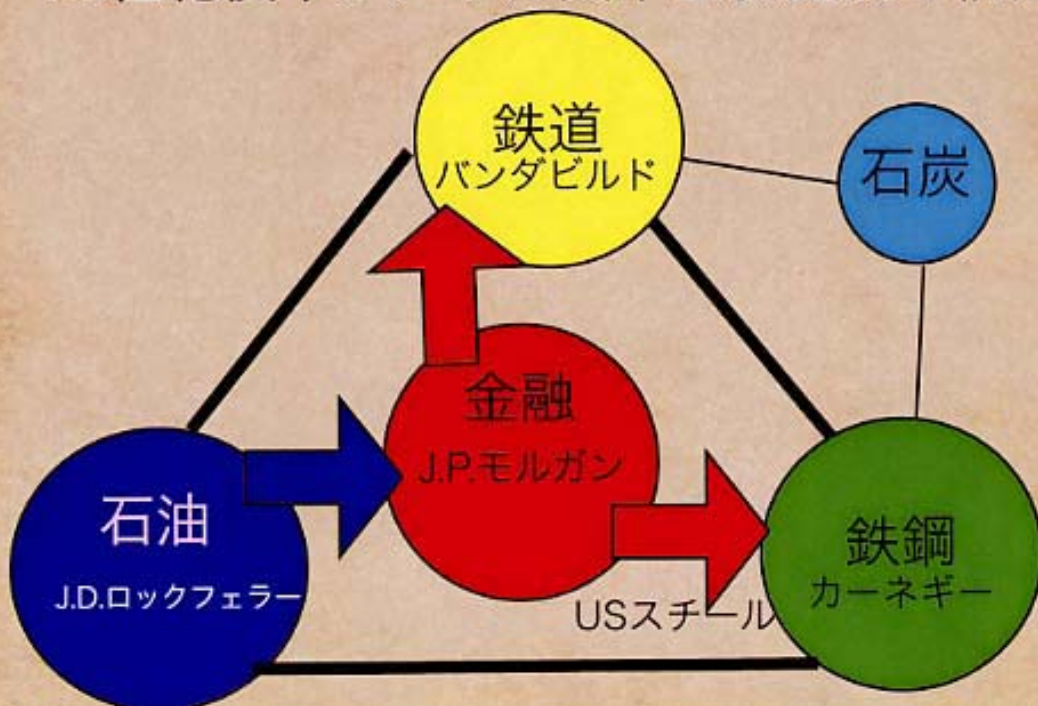 鉄道
バンダビルド
石炭
金融
J.P.モルガン
石油
J.D.ロックフェラー
鉄鋼
カーネギー
USスチール